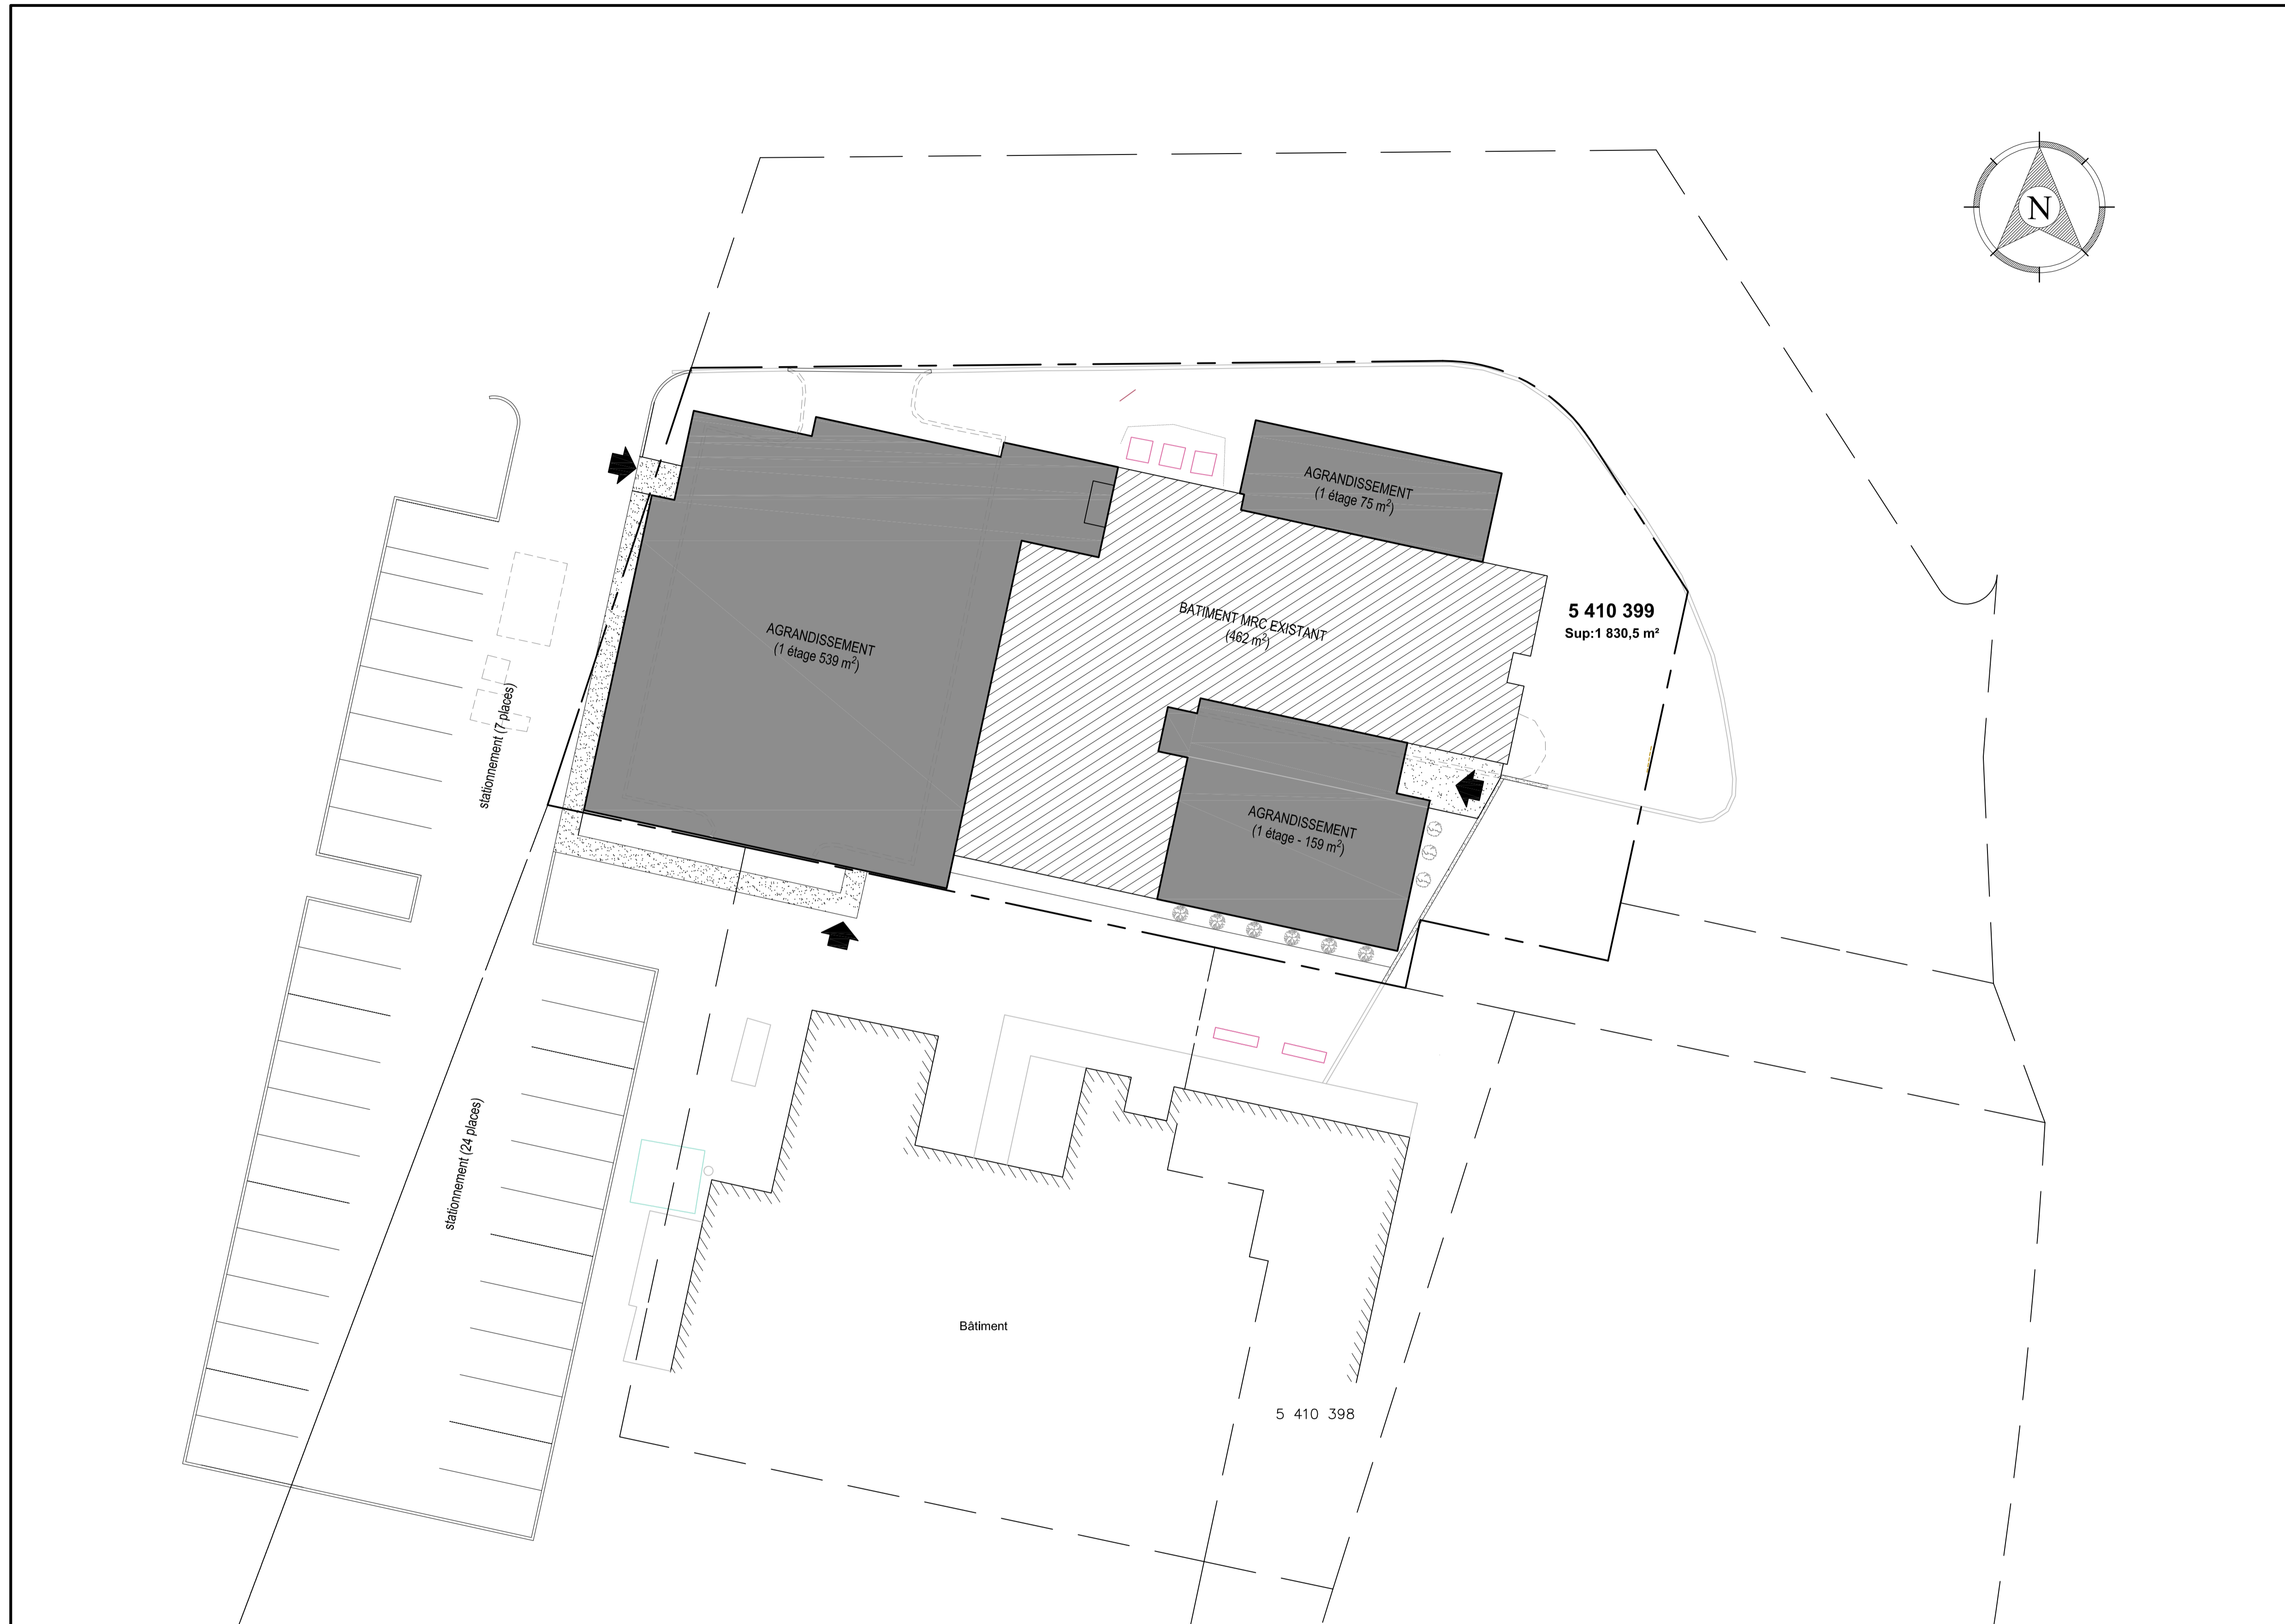 N
AGRANDISSEMENT
(1 étage 75 m²)
AGRANDISSEMENT
(1 étage 539 m²)
BATIMENT MRC EXISTANT
(462 m²)
5 410 399
Sup:1 830,5 m²
stationnement (7 places)
AGRANDISSEMENT
(1 étage - 159 m²)
stationnement (24 places)
Bâtiment
5 410 398